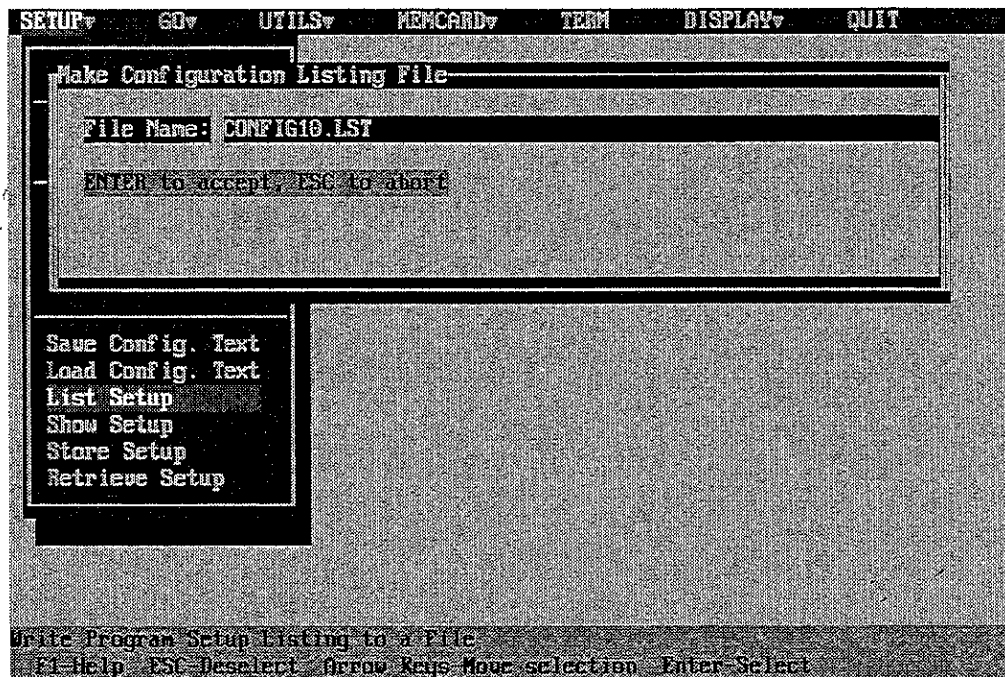 SETUP▼ GO▼ UTILS▼ MEMCARD▼ TERM DISPLAY▼ QUIT
Make Configuration Listing File
File Name: CONFIG10.LST
ENTER to accept, ESC to abort
Save Config. Text
Load Config. Text
List Setup
Show Setup
Store Setup
Retrieve Setup
Write Program Setup Listing to a File
F1-Help ESC-Deselect Arrow Keys-Move selection Enter-Select